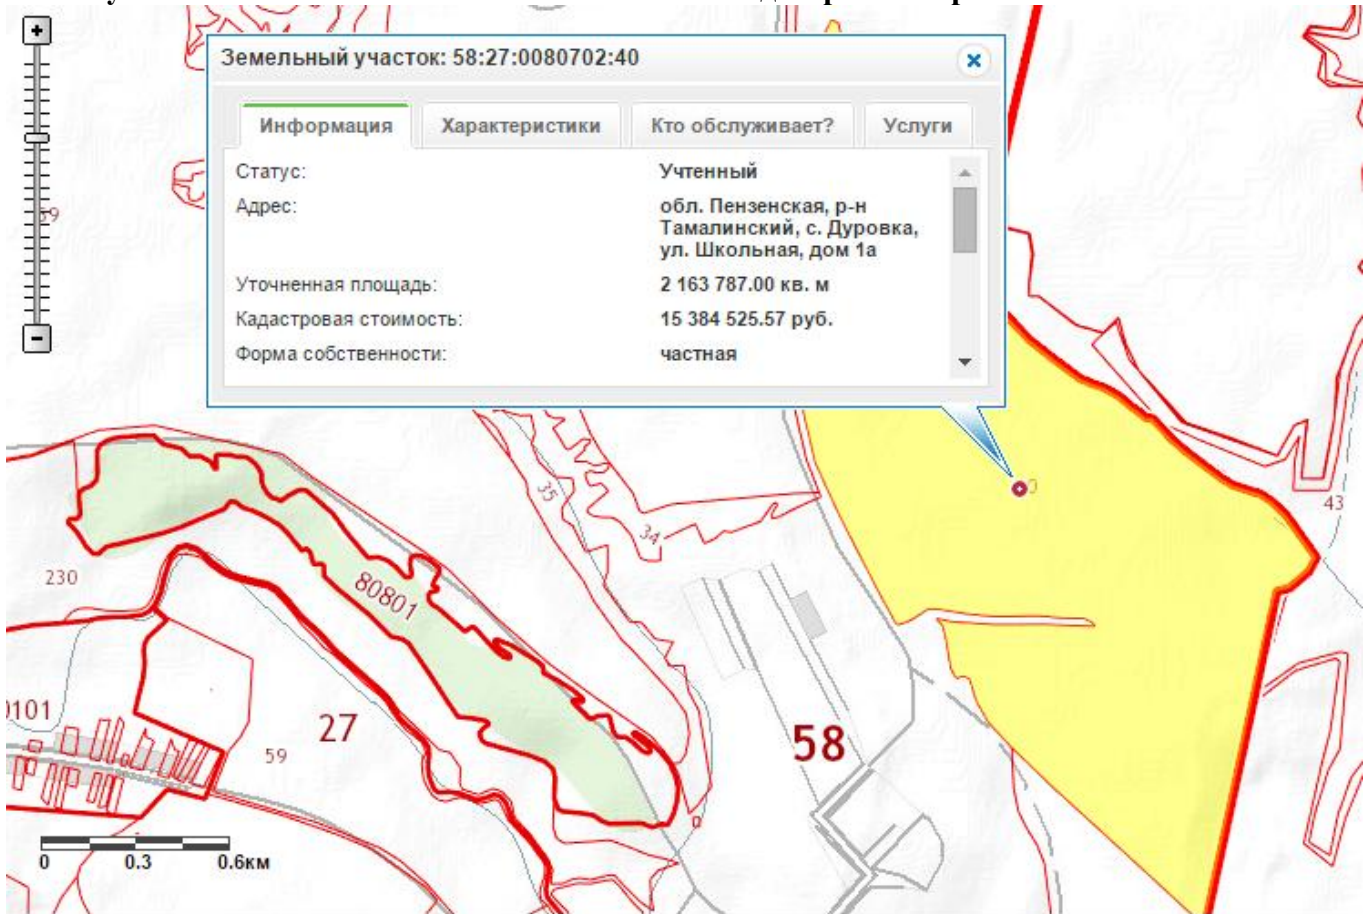 Земельный участок: 58:27:0080702:40
Информация Характеристики Кто обслуживает? Услуги
Статус: Учтенный
Адрес: обл. Пензенская, р-н
Тамалинский, с. Дуровка,
ул. Школьная, дом 1а
Уточненная площадь: 2 163 787.00 кв. м
Кадастровая стоимость: 15 384 525.57 руб.
Форма собственности: частная
35
34
43
230
80801
0101
27
59
58
0 0.3 0.6км